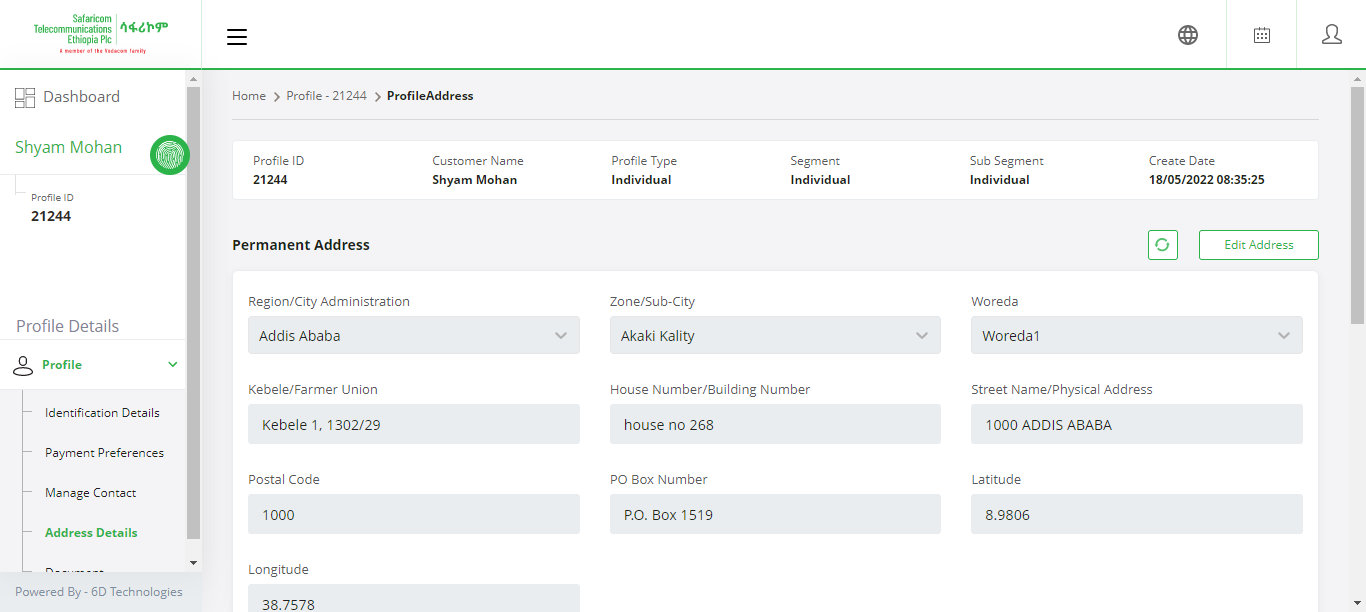 Safaricom
Telecommunications
Ethiopia Plc
ሳፋሪኮም
A member of the Vodacom family
Dashboard
Shyam Mohan
Profile ID
21244
Profile Details
Profile
Identification Details
Payment Preferences
Manage Contact
Address Details
Document
Powered By - 6D Technologies
Home > Profile - 21244 > ProfileAddress
Profile ID Customer Name Profile Type Segment Sub Segment Create Date
21244 Shyam Mohan Individual Individual Individual 18/05/2022 08:35:25
Permanent Address Edit Address
Region/City Administration Zone/Sub-City Woreda
Addis Ababa Akaki Kality Woreda1
Kebele/Farmer Union House Number/Building Number Street Name/Physical Address
Kebele 1, 1302/29 house no 268 1000 ADDIS ABABA
Postal Code PO Box Number Latitude
1000 P.O. Box 1519 8.9806
Longitude
38.7578